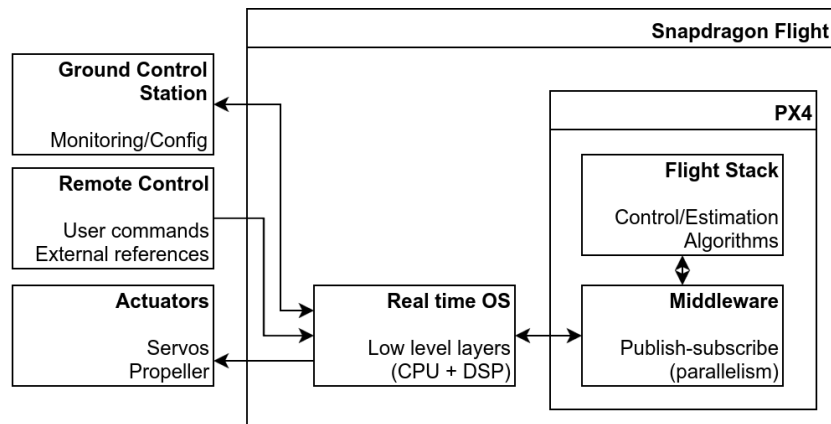 Snapdragon Flight
Ground Control
Station
Monitoring/Config
PX4
Flight Stack
Control/Estimation
Algorithms
Remote Control
User commands
External references
Actuators
Servos
Propeller
Real time OS
Low level layers
(CPU + DSP)
Middleware
Publish-subscribe
(parallelism)